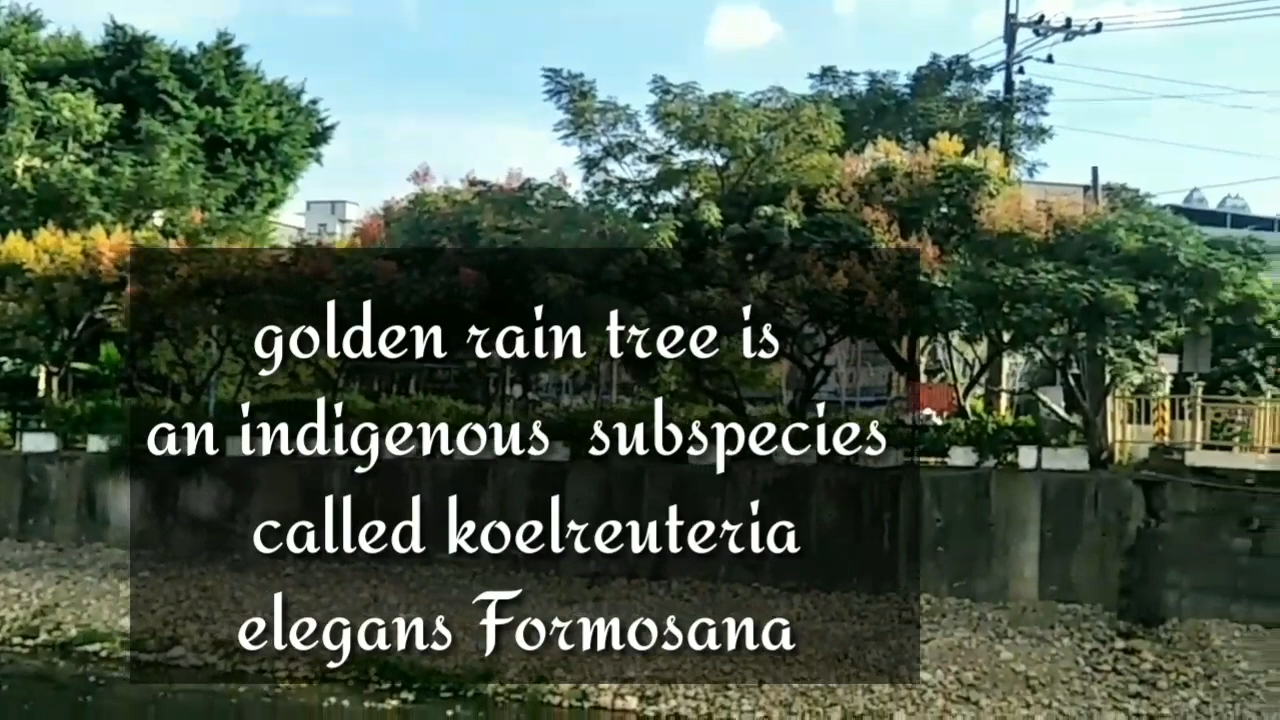 golden rain tree is
an indigenous subspecies
called koelreuteria
elegans Formosana